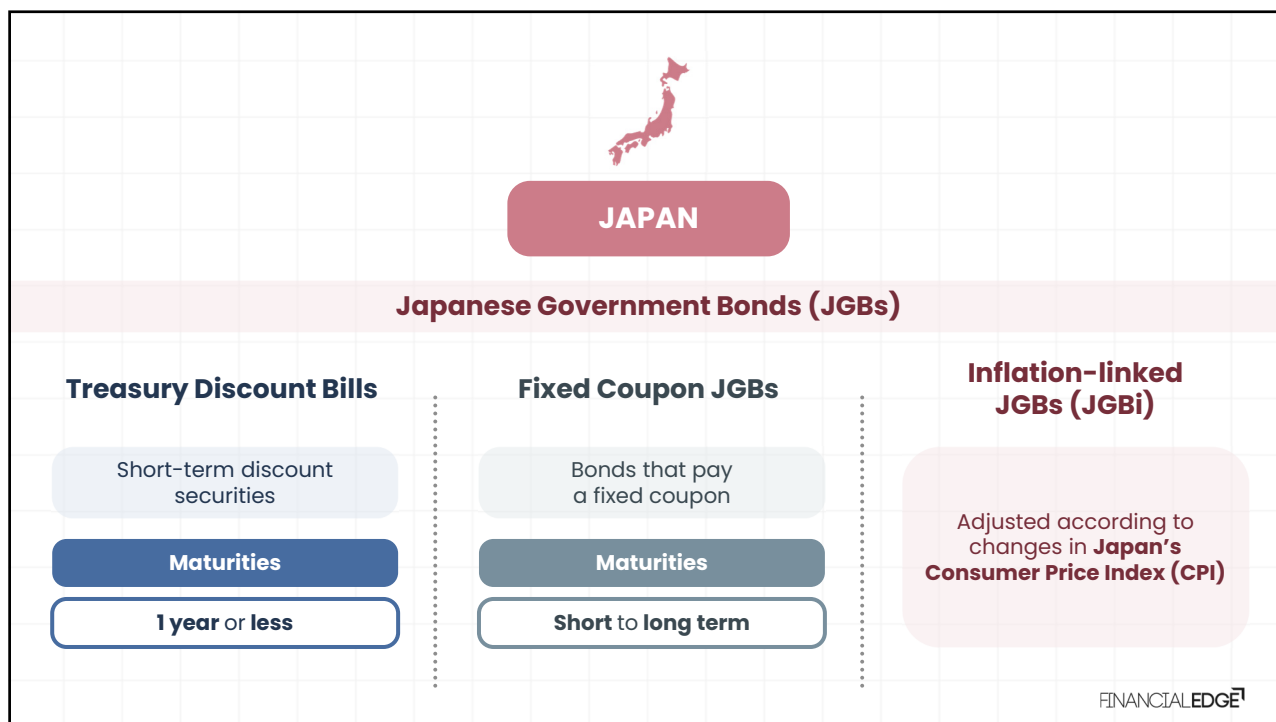 JAPAN
Japanese Government Bonds (JGBs)
Treasury Discount Bills
Short-term discount
securities
Maturities
1 year or less
Fixed Coupon JGBs
Bonds that pay
a fixed coupon
Maturities
Short to long term
Inflation-linked
JGBs (JGBi)
Adjusted according to
changes in Japan’s
Consumer Price Index (CPI)
FINANCIALEDGE